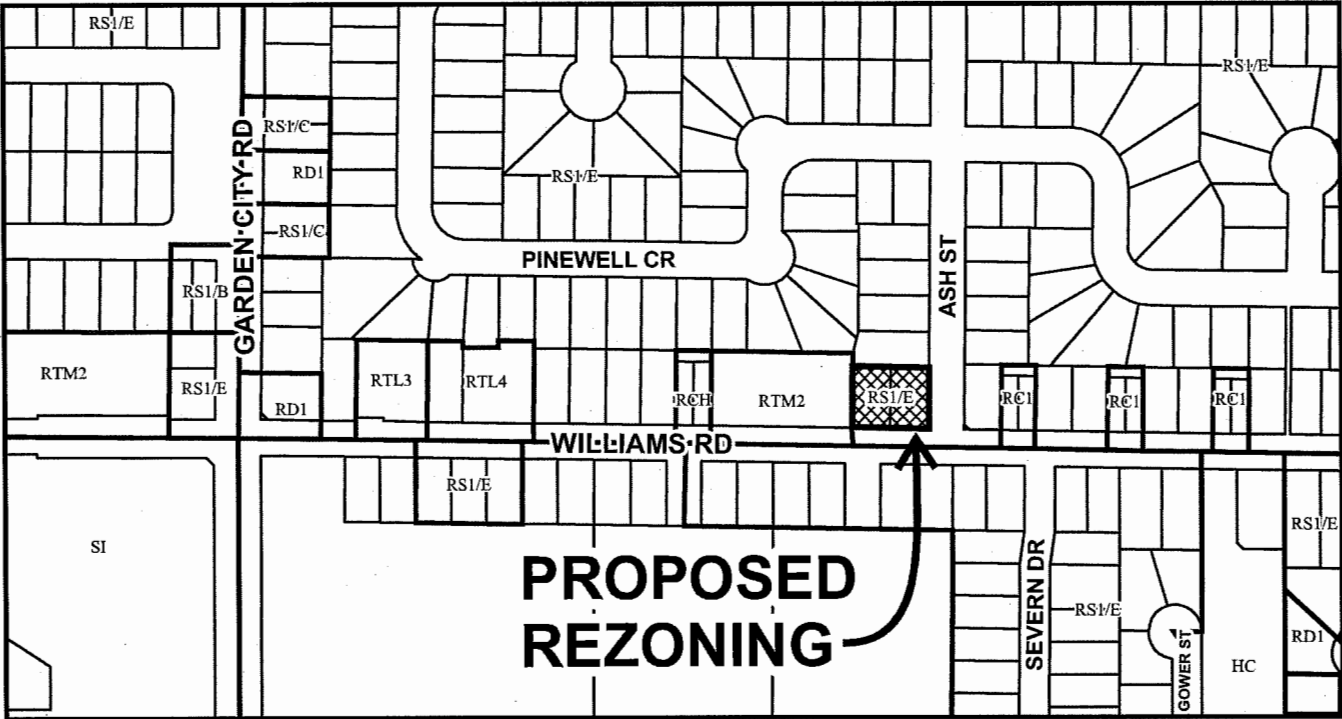 RS1/E
RS1/E
RS1/C
RD1
RS1/E
RS1/C
GARDEN CITY RD
PINEWELL CR
ASH ST
RS1/B
RTM2
RS1/E
RTL3
RTL4
RD1
RCH
RTM2
RS1/E
RC1
RC1
RC1
WILLIAMS RD
RS1/E
RS1/E
SI
PROPOSED
REZONING
SEVERN DR
RS1/E
GOWER ST
HC
RD1